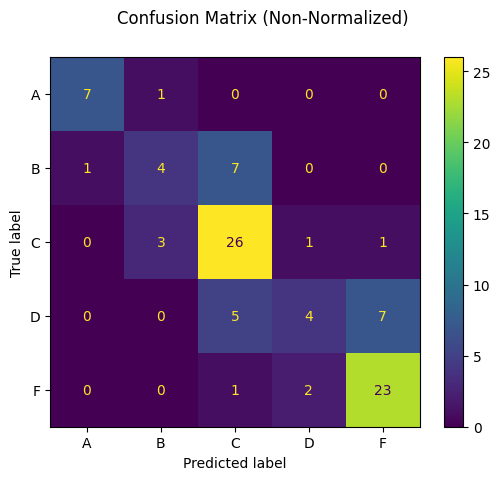 Confusion Matrix (Non-Normalized)
A 7 1 0 0 0
B 1 4 7 0 0
C 0 3 26 1 1
D 0 0 5 4 7
F 0 0 1 2 23
A B C D F
True label
Predicted label
25
20
15
10
5
0